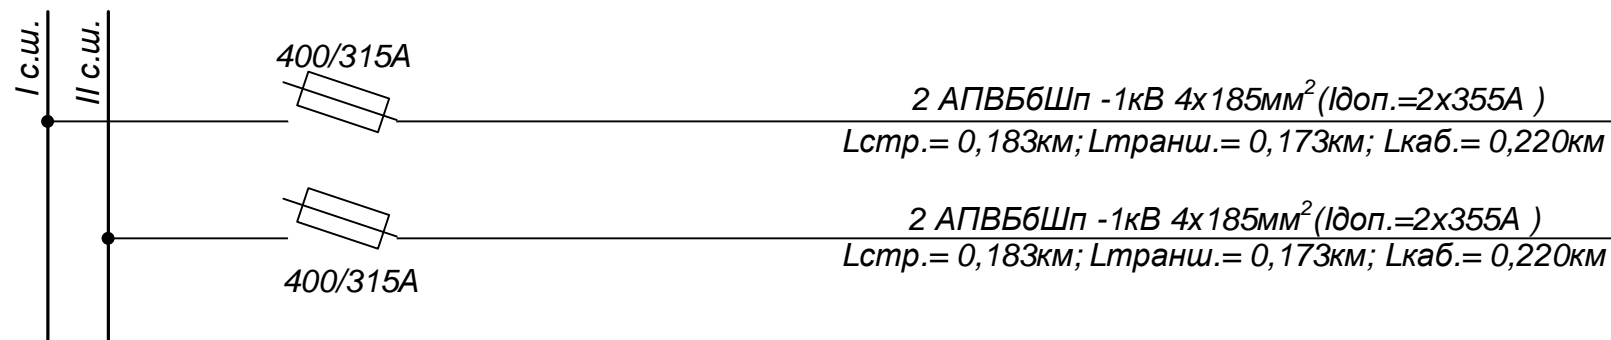 I с.ш.
II с.ш.
400/315А
2 АПВБбШп -1кВ 4х185мм²(Iдоп.=2х355А )
Lстр.= 0,183км; Lтранш.= 0,173км; Lкаб.= 0,220км
2 АПВБбШп -1кВ 4х185мм²(Iдоп.=2х355А )
Lстр.= 0,183км; Lтранш.= 0,173км; Lкаб.= 0,220км
400/315А